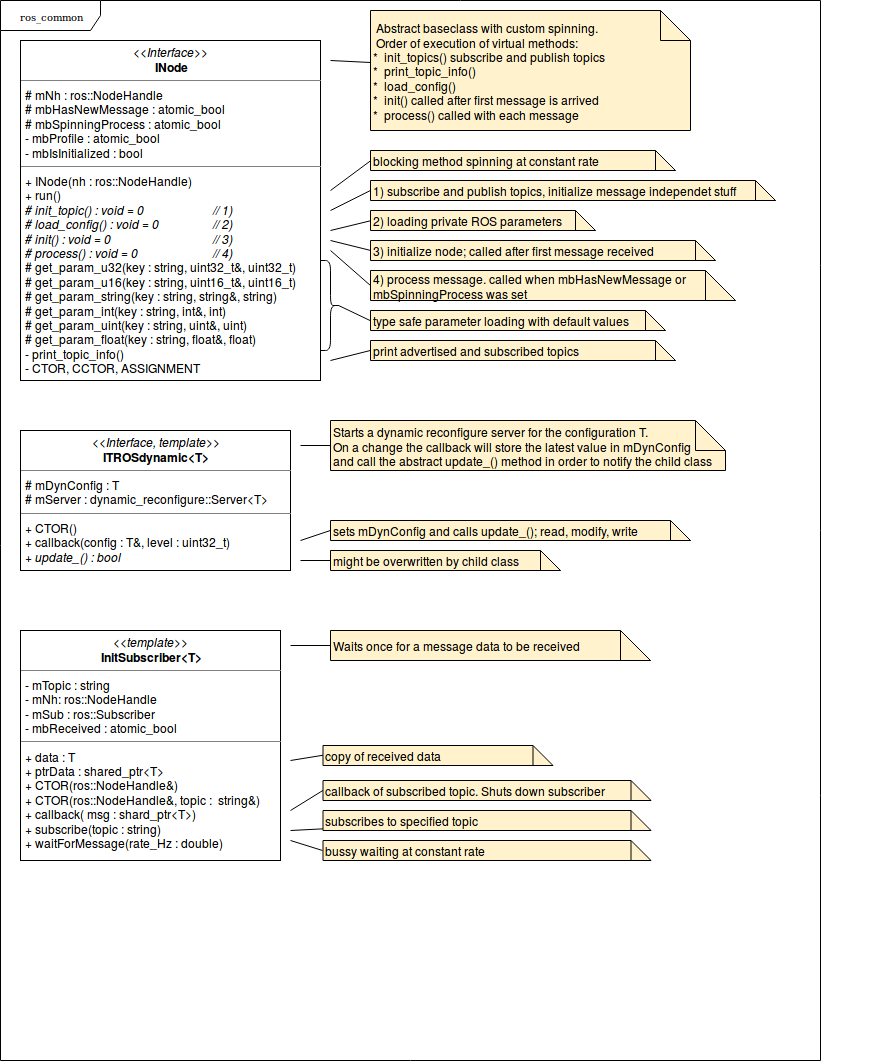 ros_common
<<Interface>>
INode
# mNh : ros::NodeHandle
# mbHasNewMessage : atomic_bool
# mbSpinningProcess : atomic_bool
- mbProfile : atomic_bool
- mbIsInitialized : bool
+ INode(nh : ros::NodeHandle)
+ run()
# init_topic() : void = 0 // 1)
# load_config() : void = 0 // 2)
# init() : void = 0 // 3)
# process() : void = 0 // 4)
# get_param_u32(key : string, uint32_t&, uint32_t)
# get_param_u16(key : string, uint16_t&, uint16_t)
# get_param_string(key : string, string&, string)
# get_param_int(key : string, int&, int)
# get_param_uint(key : string, uint&, uint)
# get_param_float(key : string, float&, float)
- print_topic_info()
- CTOR, CCTOR, ASSIGNMENT
Abstract baseclass with custom spinning.
Order of execution of virtual methods:
* init_topics() subscribe and publish topics
* print_topic_info()
* load_config()
* init() called after first message is arrived
* process() called with each message
blocking method spinning at constant rate
1) subscribe and publish topics, initialize message independet stuff
2) loading private ROS parameters
3) initialize node; called after first message received
4) process message. called when mbHasNewMessage or
mbSpinningProcess was set
type safe parameter loading with default values
print advertised and subscribed topics
<<Interface, template>>
ITROSdynamic<T>
# mDynConfig : T
# mServer : dynamic_reconfigure::Server<T>
+ CTOR()
+ callback(config : T&, level : uint32_t)
+ update_() : bool
Starts a dynamic reconfigure server for the configuration T.
On a change the callback will store the latest value in mDynConfig
and call the abstract update_() method in order to notify the child class
sets mDynConfig and calls update_(); read, modify, write
might be overwritten by child class
<<template>>
InitSubscriber<T>
- mTopic : string
- mNh: ros::NodeHandle
- mSub : ros::Subscriber
- mbReceived : atomic_bool
+ data : T
+ ptrData : shared_ptr<T>
+ CTOR(ros::NodeHandle&)
+ CTOR(ros::NodeHandle&, topic : string&)
+ callback( msg : shard_ptr<T>)
+ subscribe(topic : string)
+ waitForMessage(rate_Hz : double)
Waits once for a message data to be received
copy of received data
callback of subscribed topic. Shuts down subscriber
subscribes to specified topic
bussy waiting at constant rate